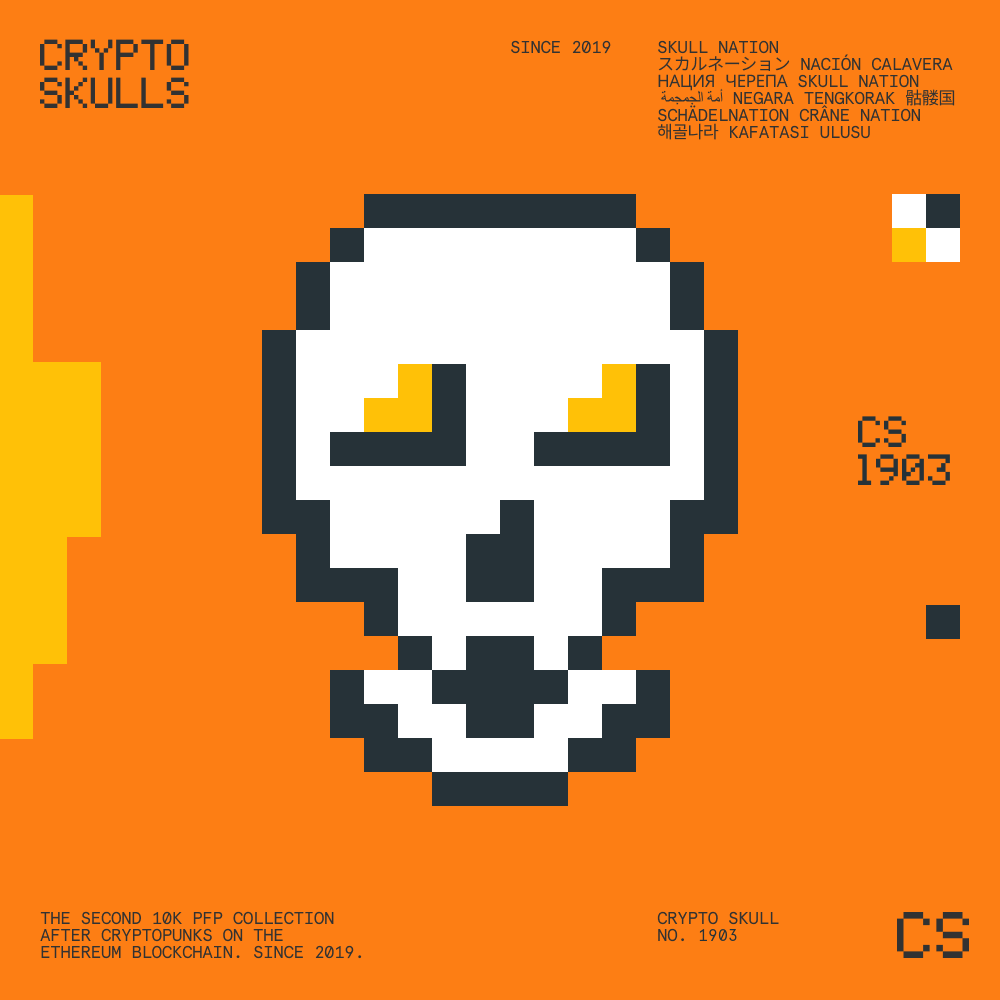 CRYPTO
SKULLS
SINCE 2019
SKULL NATION
スカルネーション NACIÓN CALAVERA
НАЦИЯ ЧЕРЕПА SKULL NATION
أمة الجمجمة NEGARA TENGKORAK 骷髅国
SCHÄDELNATION CRÂNE NATION
해골나라 KAFATASI ULUSU
CS
1903
THE SECOND 10K PFP COLLECTION
AFTER CRYPTOPUNKS ON THE
ETHEREUM BLOCKCHAIN. SINCE 2019.
CRYPTO SKULL
NO. 1903
CS